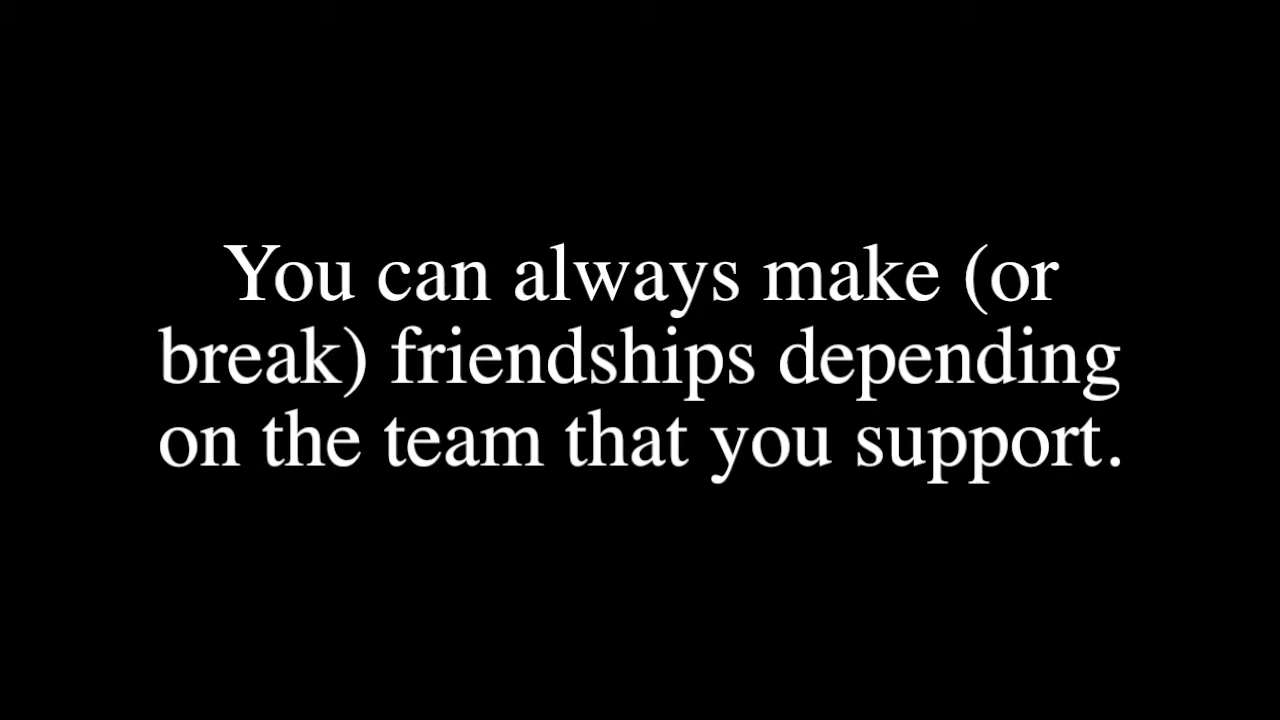 You can always make (or
break) friendships depending
on the team that you support.